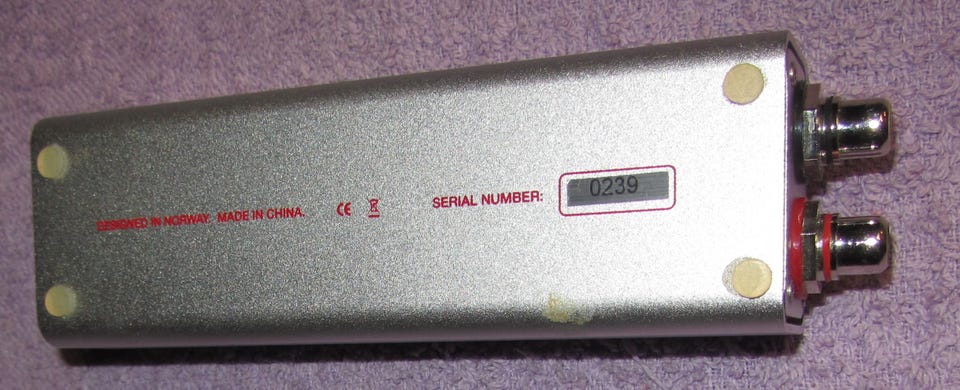 DESIGNED IN NORWAY. MADE IN CHINA. CE SERIAL NUMBER: 0239